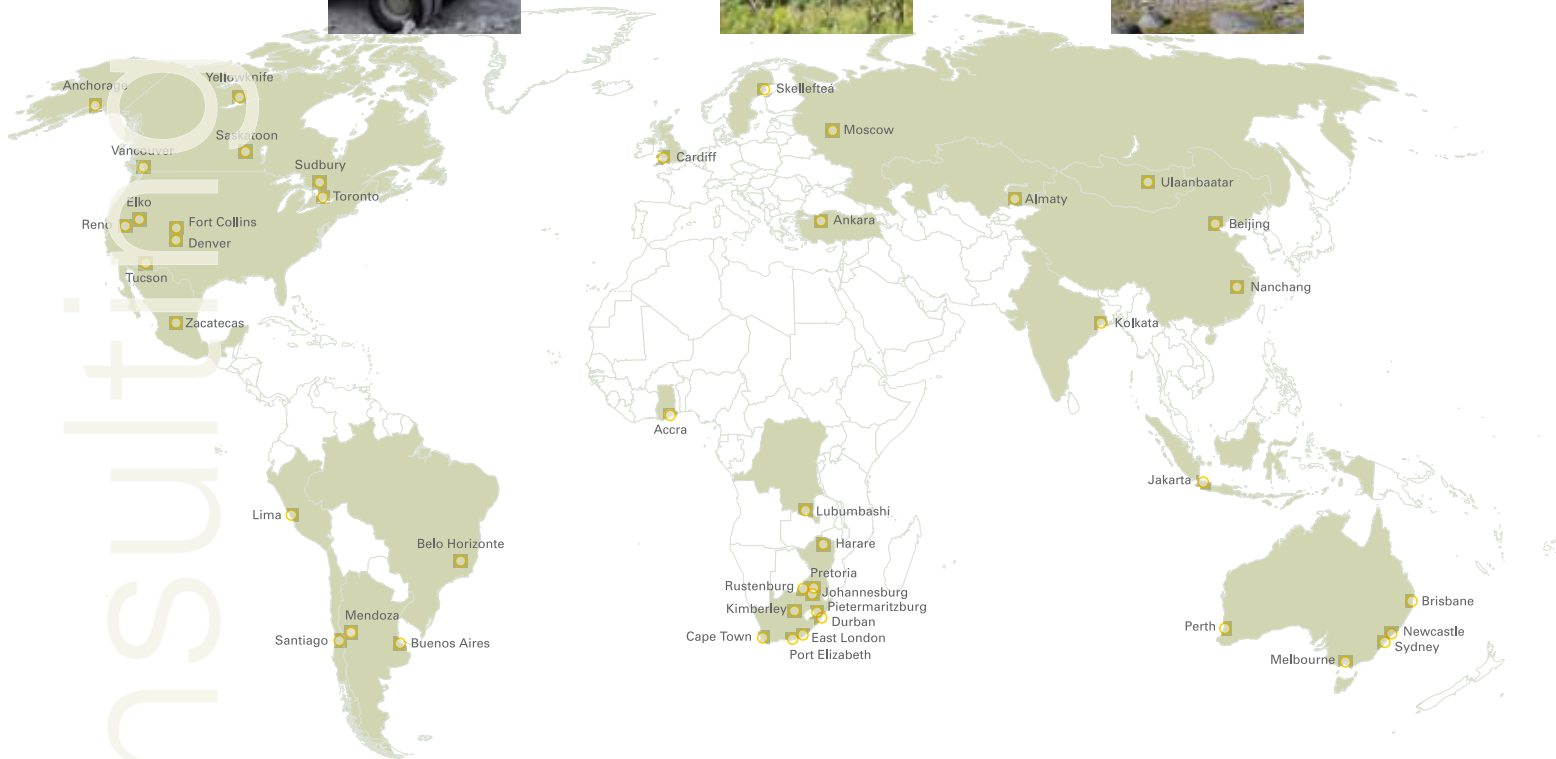 nsulting
Anchorage
Yellowknife
Saskatoon
Vancouver
Sudbury
Toronto
Elko
Reno
Fort Collins
Denver
Tucson
Zacatecas
Skellefteå
Moscow
Cardiff
Ankara
Almaty
Ulaanbaatar
Beijing
Nanchang
Kolkata
Accra
Lima
Belo Horizonte
Mendoza
Santiago
Buenos Aires
Lubumbashi
Harare
Pretoria
Rustenburg
Johannesburg
Kimberley
Pietermaritzburg
Durban
Cape Town
East London
Port Elizabeth
Jakarta
Brisbane
Perth
Newcastle
Sydney
Melbourne